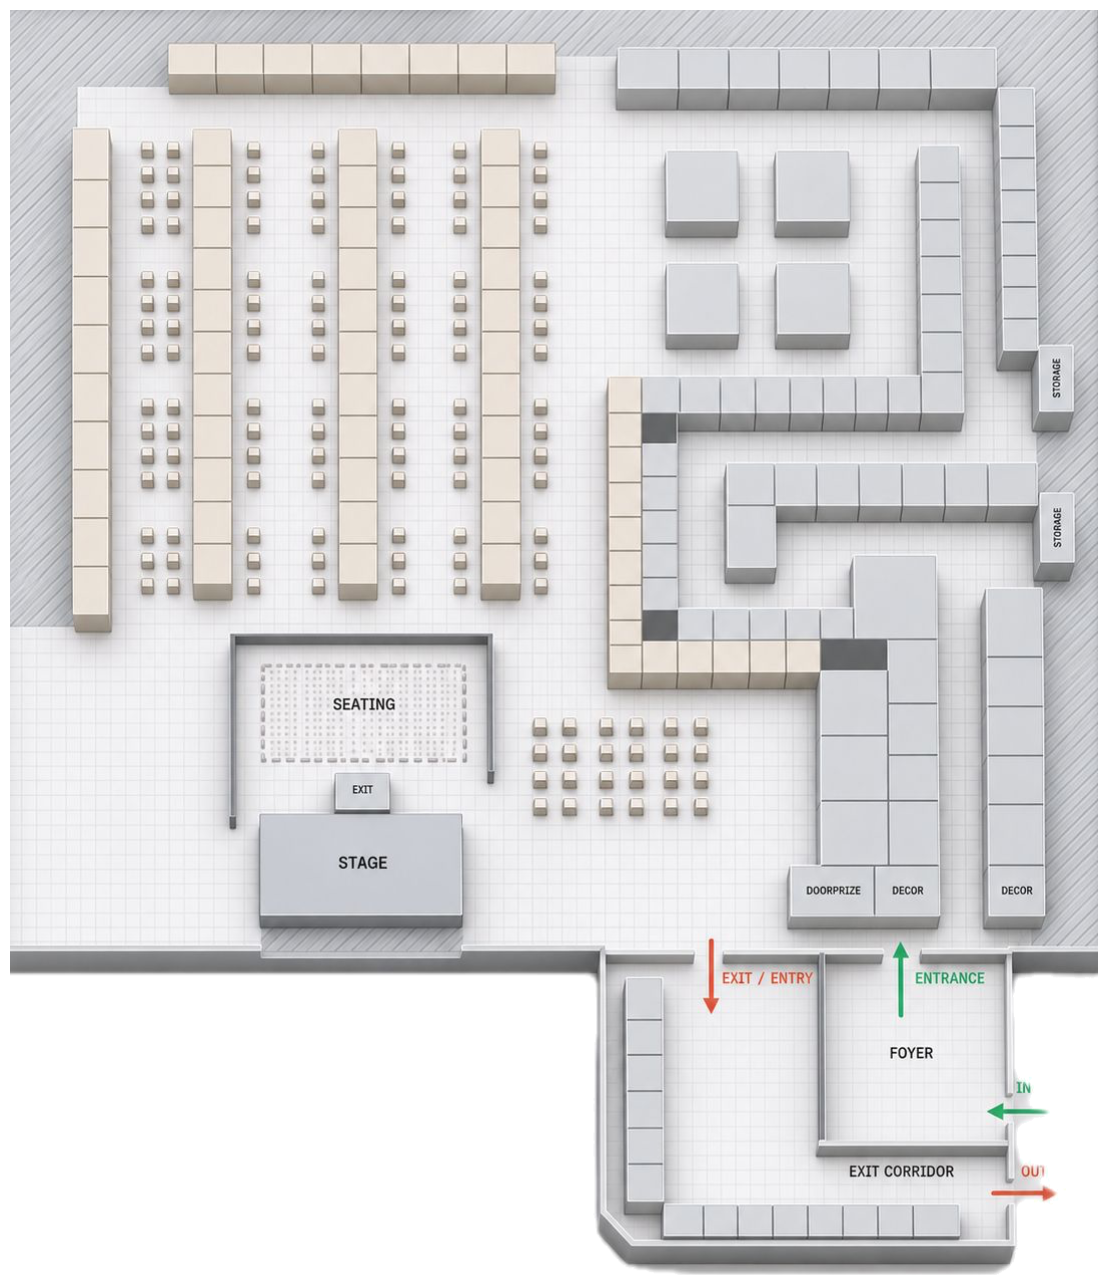 STORAGE
STORAGE
SEATING
EXIT
STAGE
DOORPRIZE
DECOR
DECOR
EXIT / ENTRY
ENTRANCE
FOYER
IN
EXIT CORRIDOR
OUT